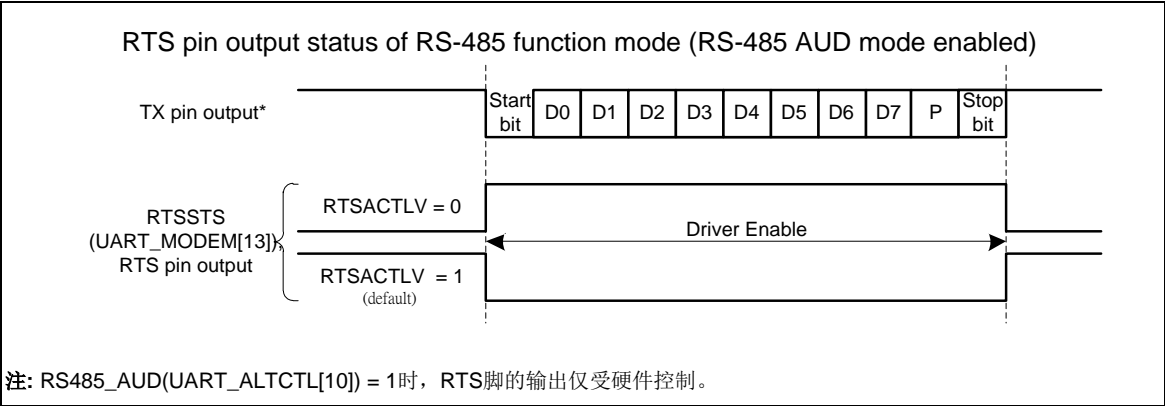 RTS pin output status of RS-485 function mode (RS-485 AUD mode enabled)
TX pin output*
Start bit
D0
D1
D2
D3
D4
D5
D6
D7
P
Stop bit
RTSSTS
(UART_MODEM[13]),
RTS pin output
RTSACTLV = 0
Driver Enable
RTSACTLV = 1
(default)
注: RS485_AUD(UART_ALTCTL[10]) = 1时，RTS脚的输出仅受硬件控制。